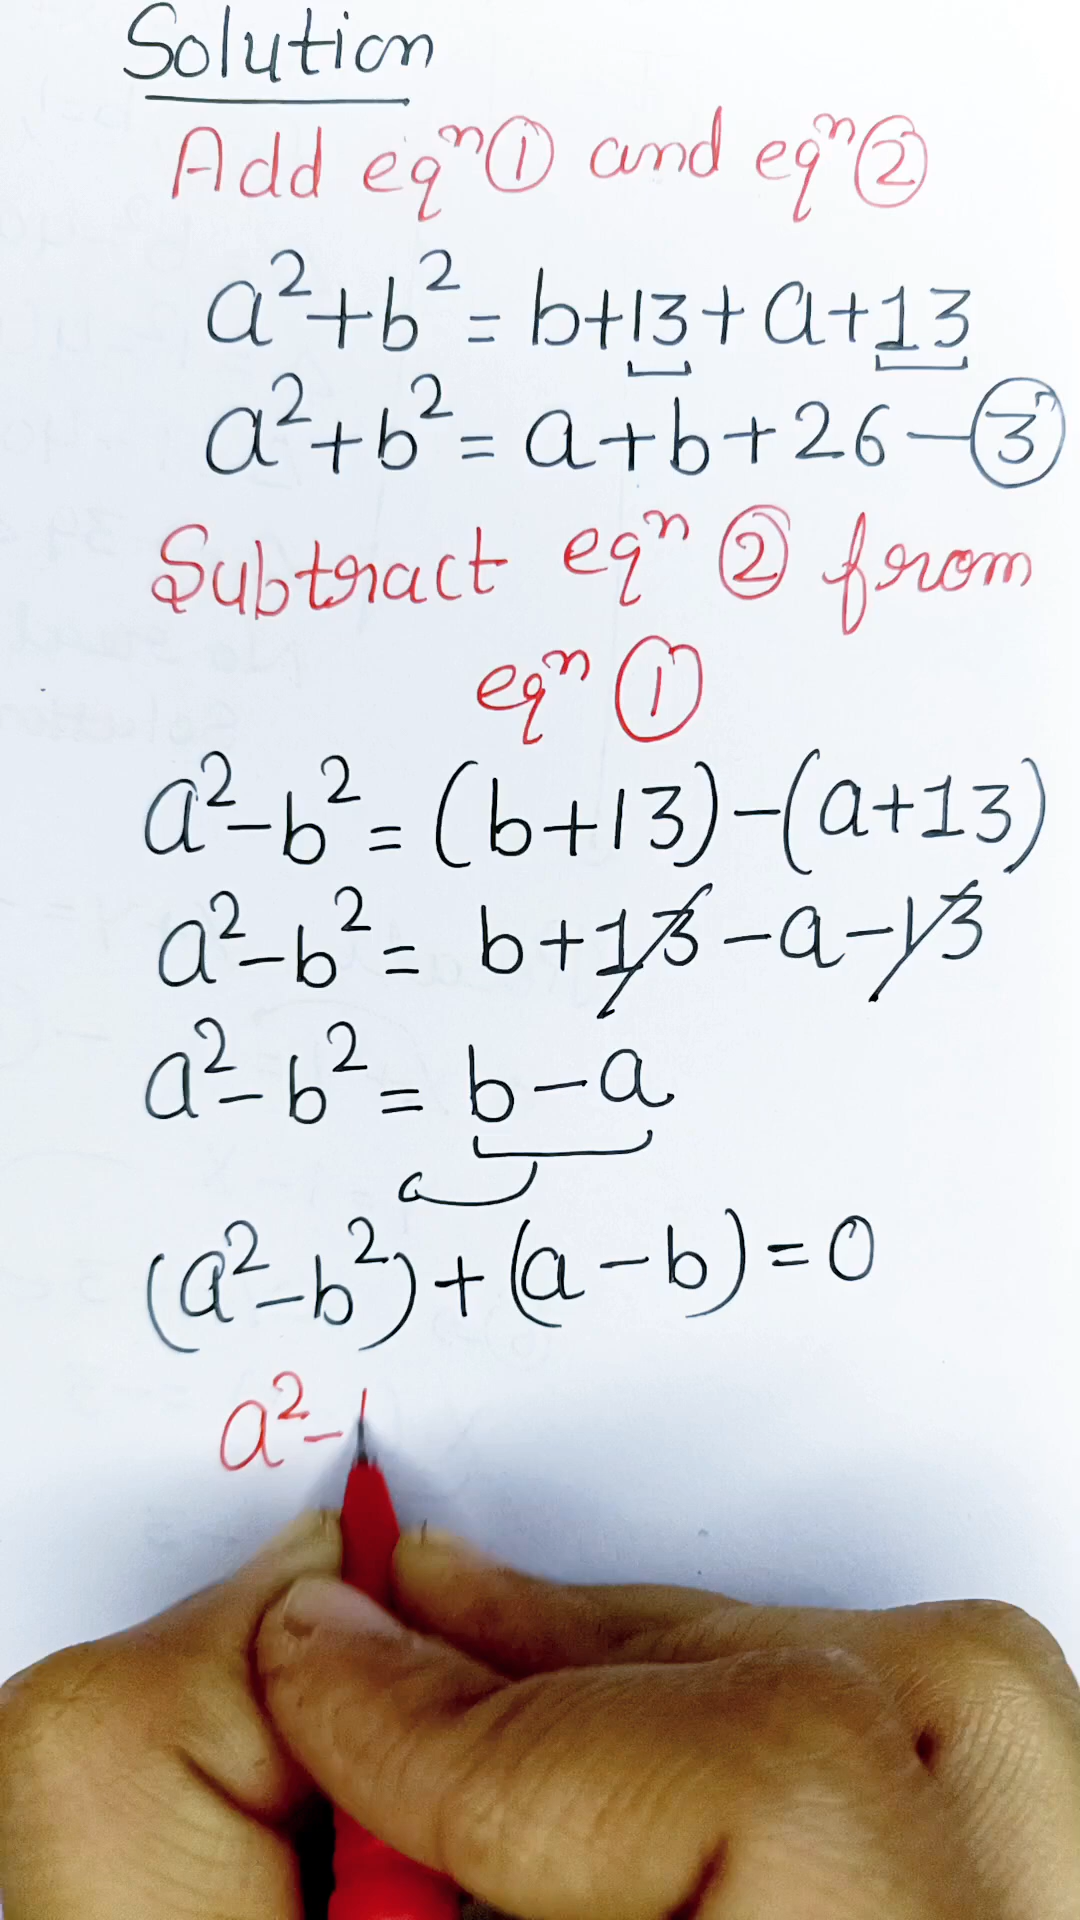 Solution
Add eqⁿ ① and eqⁿ ②
a²+b² = b+13+a+13
a²+b² = a+b+26 — ③
Subtract eqⁿ ② from
eqⁿ ①
a²-b² = (b+13)-(a+13)
a²-b² = b+13-a-13
a²-b² = b-a
(a²-b²)+(a-b)=0
a²-